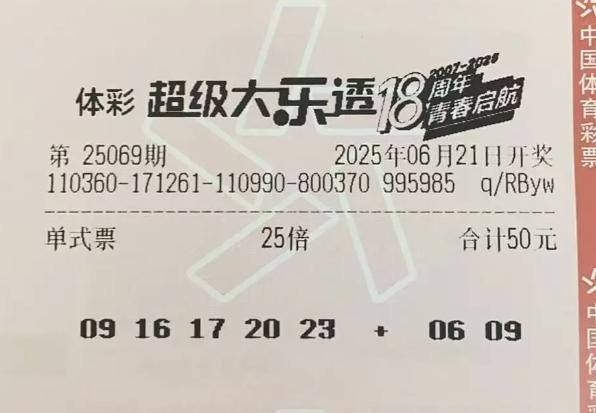 体彩 超级大乐透 18周年 2007-2025 青春启航
第 25069期 2025年06月21日开奖
110360-171261-110990-800370 995985 q/RByw
单式票 25倍 合计50元
09 16 17 20 23 + 06 09
中国体育彩票
中国体育